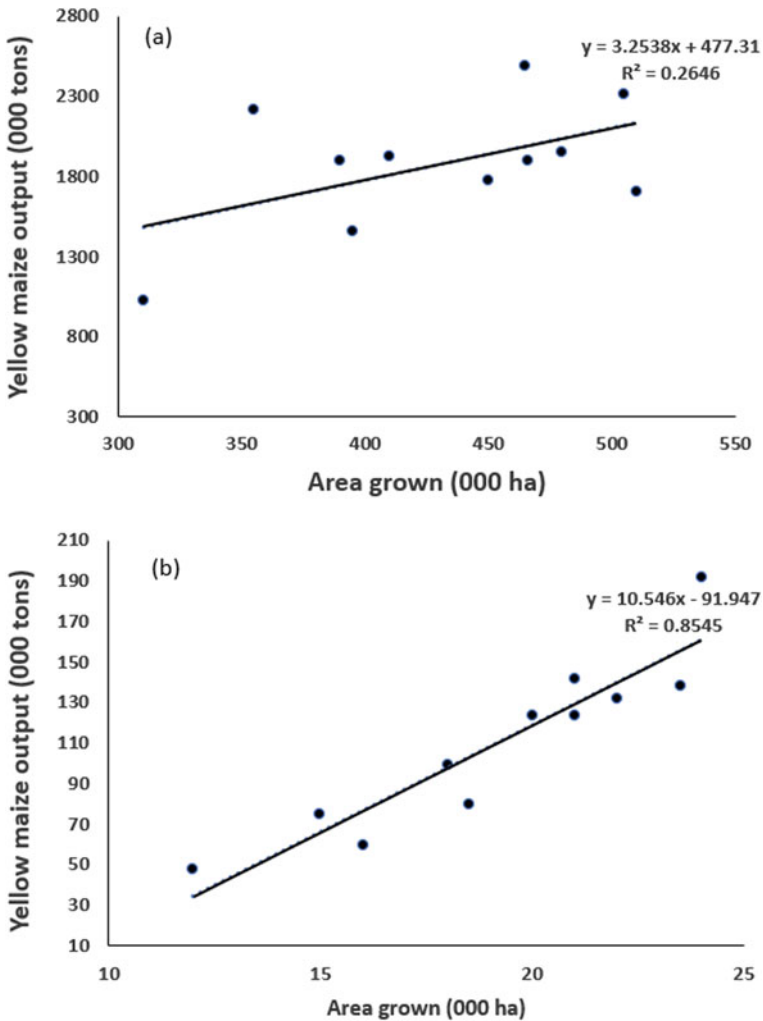 (a)
y = 3.2538x + 477.31
R² = 0.2646
Yellow maize output (000 tons)
2800
2300
1800
1300
800
300
300 350 400 450 500 550
Area grown (000 ha)
(b)
y = 10.546x - 91.947
R² = 0.8545
Yellow maize output (000 tons)
210
190
170
150
130
110
90
70
50
30
10
10 15 20 25
Area grown (000 ha)